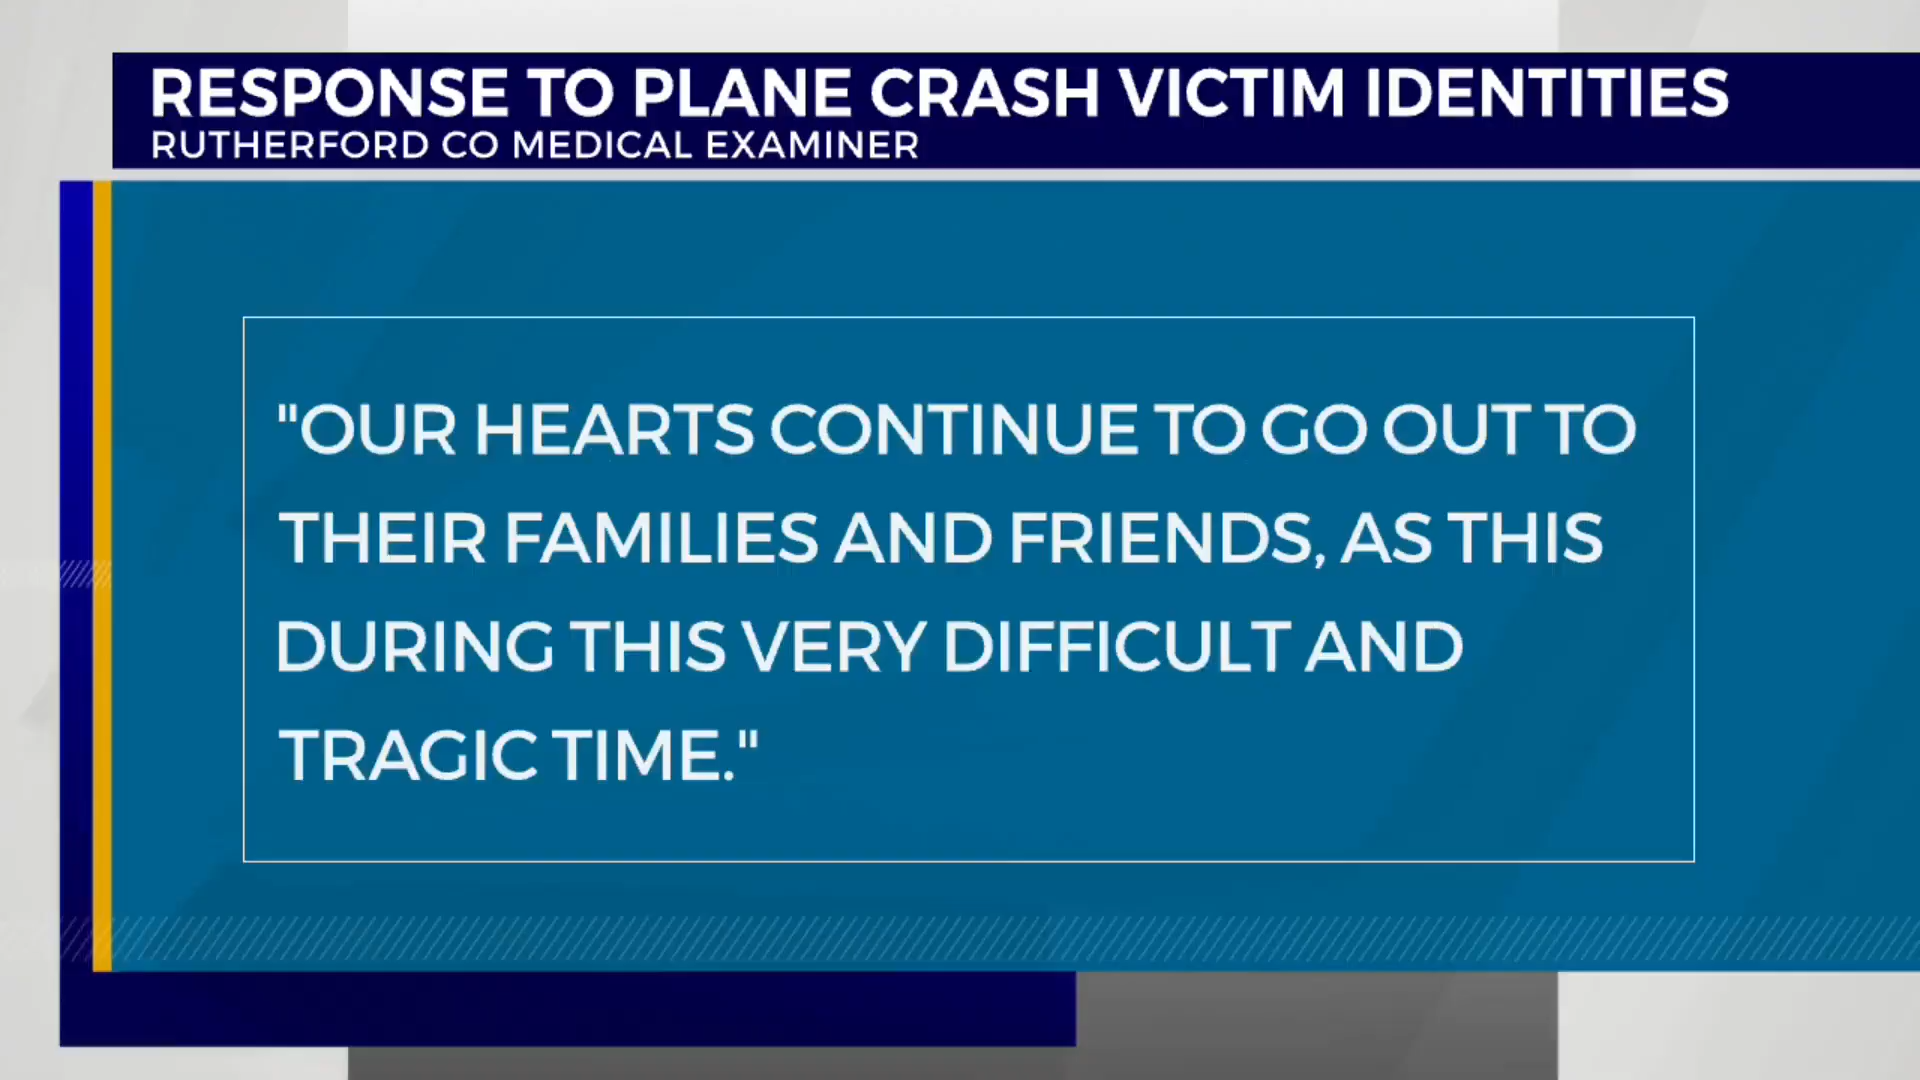 RESPONSE TO PLANE CRASH VICTIM IDENTITIES
RUTHERFORD CO MEDICAL EXAMINER
"OUR HEARTS CONTINUE TO GO OUT TO
THEIR FAMILIES AND FRIENDS, AS THIS
DURING THIS VERY DIFFICULT AND
TRAGIC TIME."